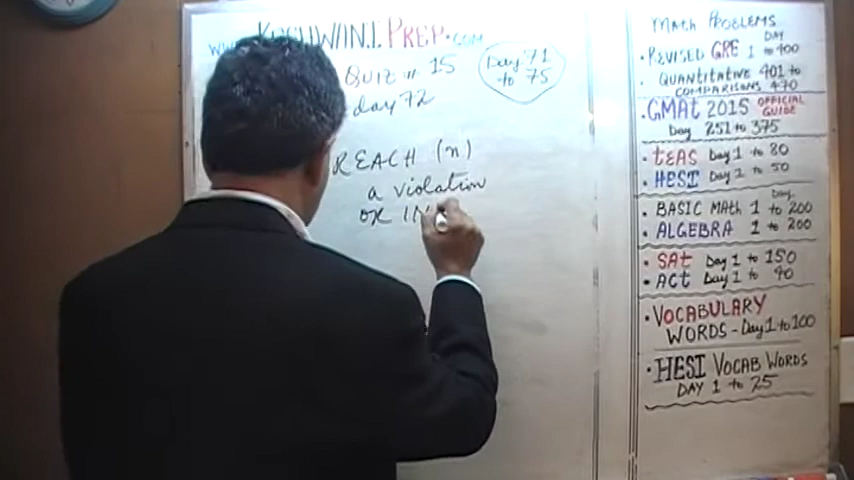 KESHWANI PREP.COM
QUIZ # 15
Day 71
to 75
day 72
REACH (n)
a violation
OR IN
MATH PROBLEMS
DAY
• REVISED GRE 1 to 400
• QUANTITATIVE 401 to
COMPARISONS 470
• GMAt 2015 OFFICIAL GUIDE
Day 251 to 375
• tEAS Day 1 to 80
• HESI Day 1 to 50
Day
• BASIC MAtH 1 to 200
• ALGEBRA 1 to 200
• SAt Day 1 to 150
• ACt Day 1 to 40
• VOCABULARY
WORDS - Day 1 to 100
• HESI VOCAB WORDS
DAY 1 to 25